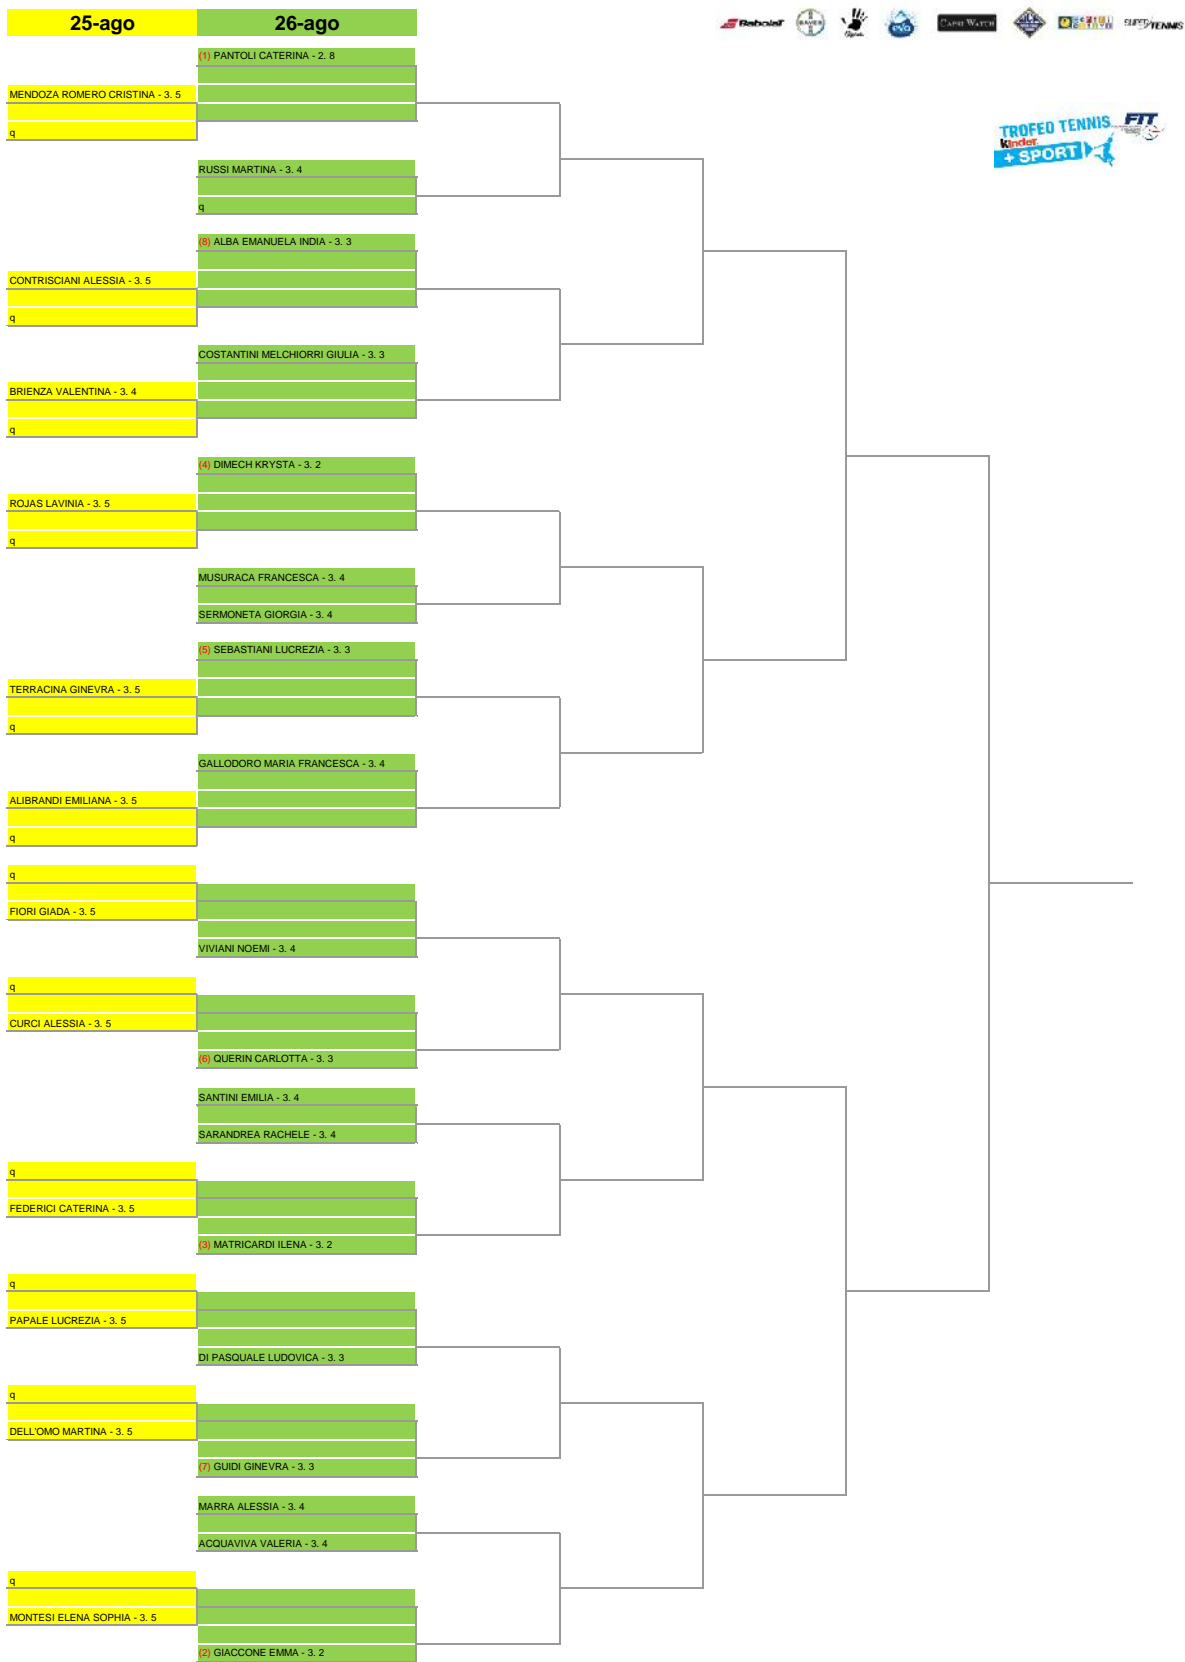 25-ago 26-ago
Babolat BAYER evo CAPRI WATCH SUPERTENNIS
(1) PANTOLI CATERINA - 2. 8
MENDOZA ROMERO CRISTINA - 3. 5
q
TROFEO TENNIS FIT
kinder
+ SPORT
RUSSI MARTINA - 3. 4
q
(8) ALBA EMANUELA INDIA - 3. 3
CONTRISCIANI ALESSIA - 3. 5
q
COSTANTINI MELCHIORRI GIULIA - 3. 3
BRIENZA VALENTINA - 3. 4
q
(4) DIMECH KRYSTA - 3. 2
ROJAS LAVINIA - 3. 5
q
MUSURACA FRANCESCA - 3. 4
SERMONETA GIORGIA - 3. 4
(5) SEBASTIANI LUCREZIA - 3. 3
TERRACINA GINEVRA - 3. 5
q
GALLODORO MARIA FRANCESCA - 3. 4
ALIBRANDI EMILIANA - 3. 5
q
q
FIORI GIADA - 3. 5
VIVIANI NOEMI - 3. 4
q
CURCI ALESSIA - 3. 5
(6) QUERIN CARLOTTA - 3. 3
SANTINI EMILIA - 3. 4
SARANDREA RACHELE - 3. 4
q
FEDERICI CATERINA - 3. 5
(3) MATRICARDI ILENA - 3. 2
q
PAPALE LUCREZIA - 3. 5
DI PASQUALE LUDOVICA - 3. 3
q
DELL'OMO MARTINA - 3. 5
(7) GUIDI GINEVRA - 3. 3
MARRA ALESSIA - 3. 4
ACQUAVIVA VALERIA - 3. 4
q
MONTESI ELENA SOPHIA - 3. 5
(2) GIACCONE EMMA - 3. 2